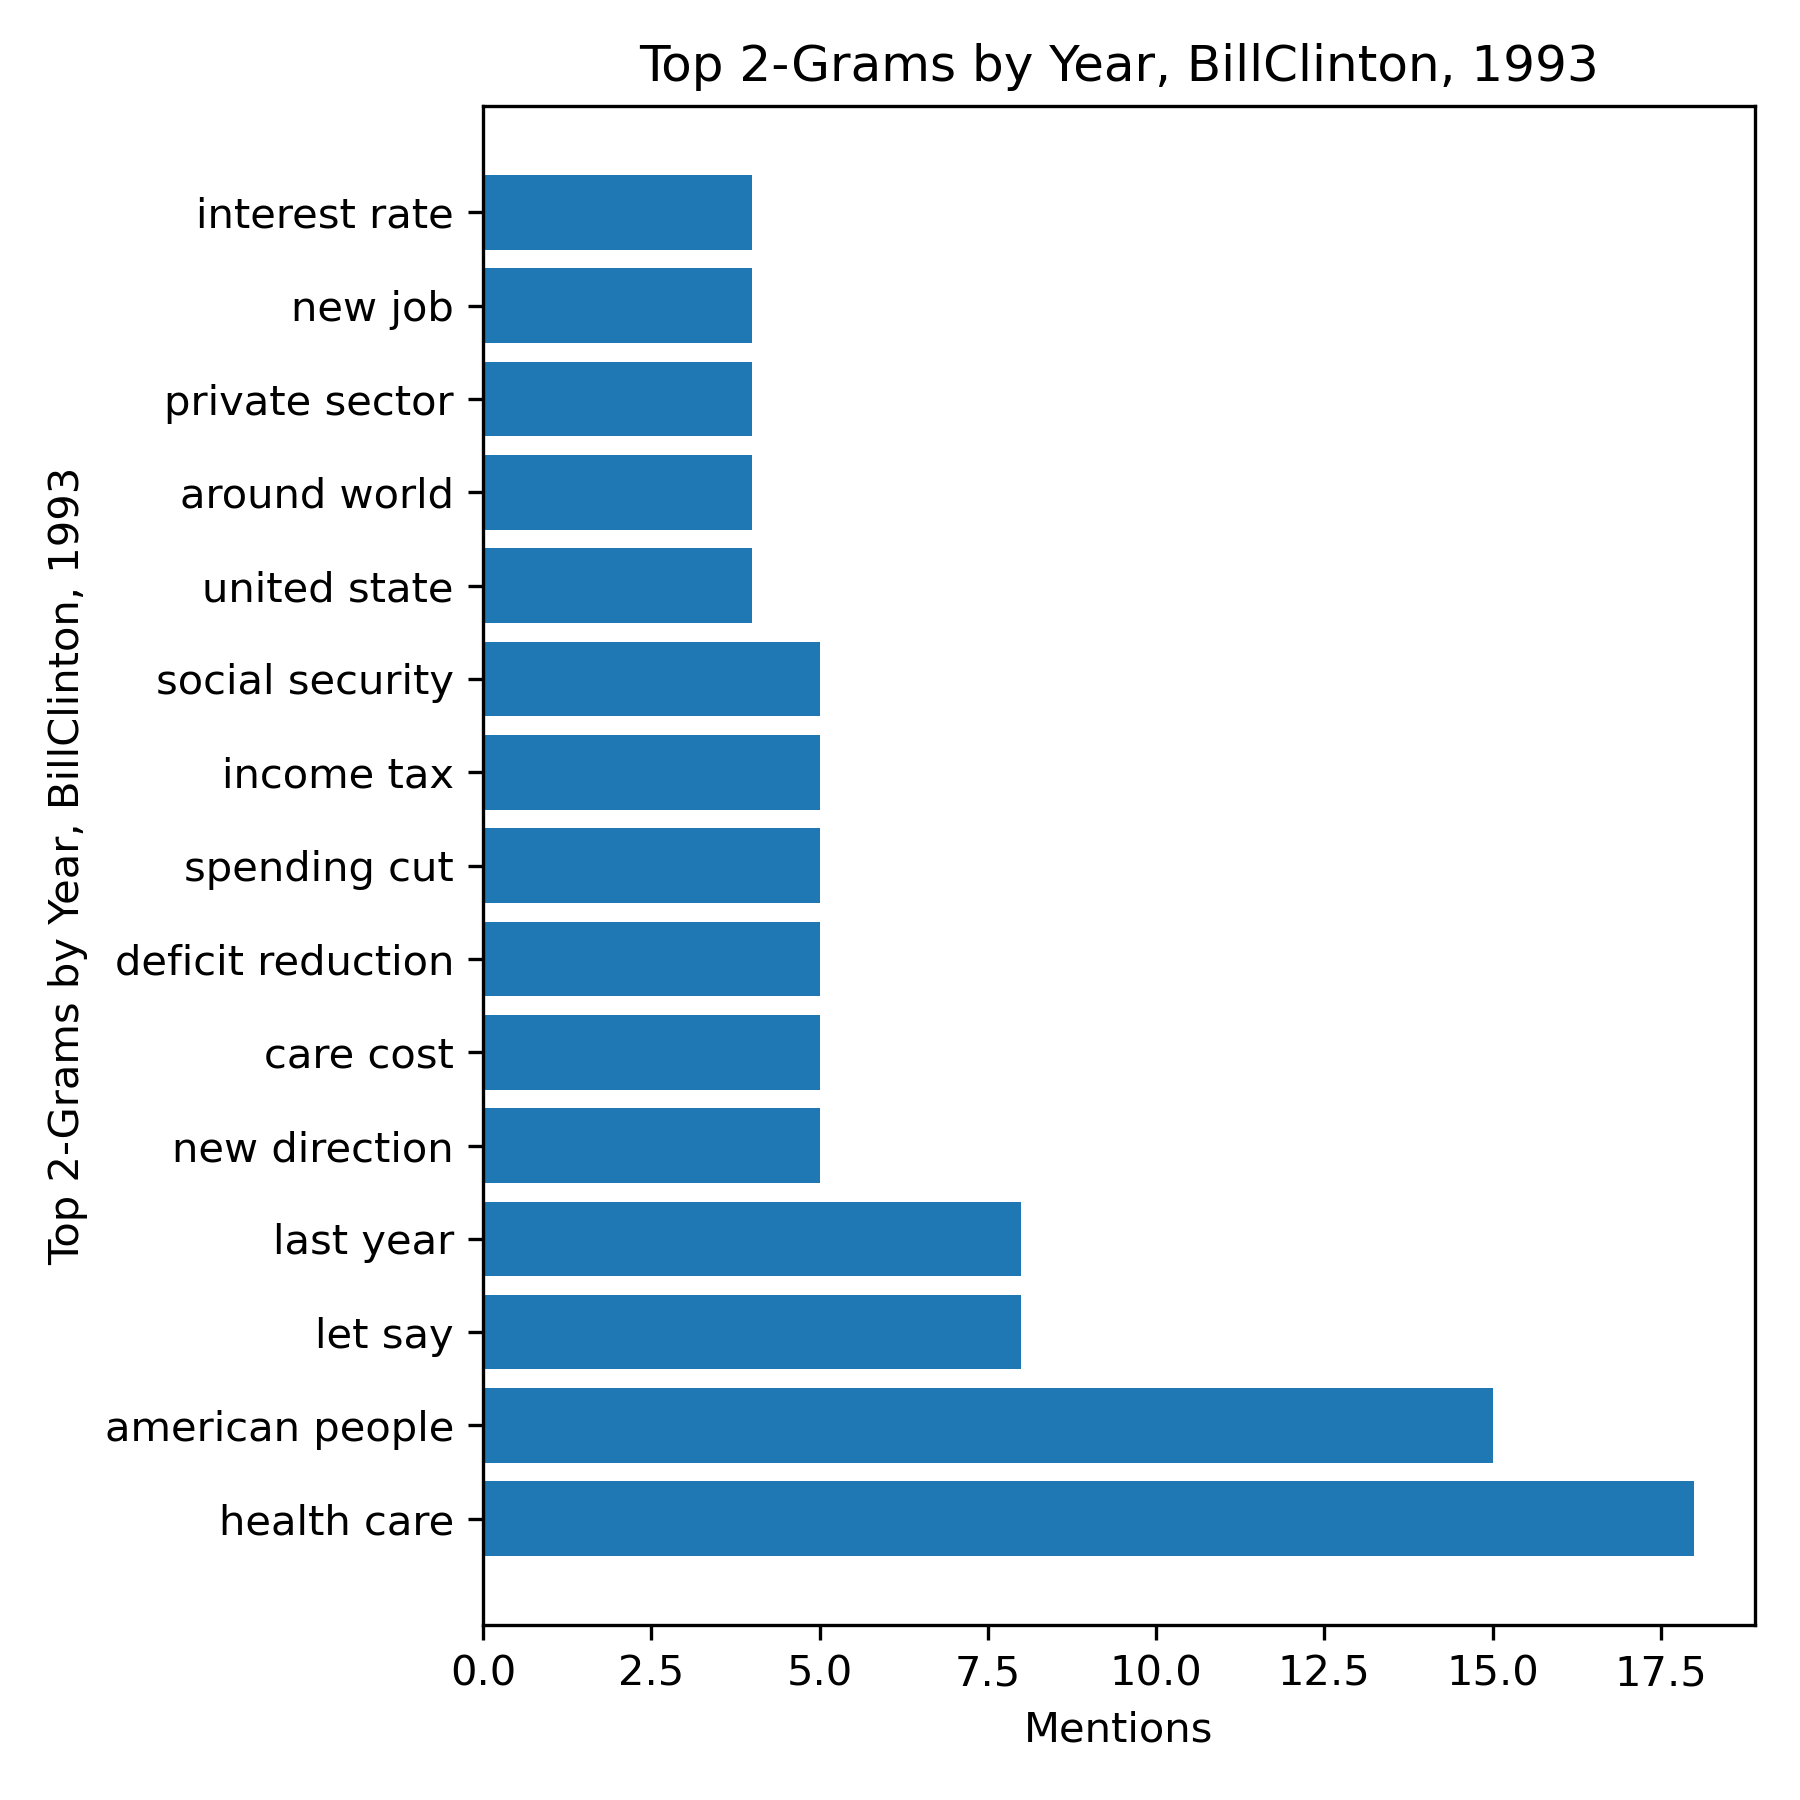 Top 2-Grams by Year, BillClinton, 1993
Top 2-Grams by Year, BillClinton, 1993
interest rate
new job
private sector
around world
united state
social security
income tax
spending cut
deficit reduction
care cost
new direction
last year
let say
american people
health care
0.0 2.5 5.0 7.5 10.0 12.5 15.0 17.5
Mentions